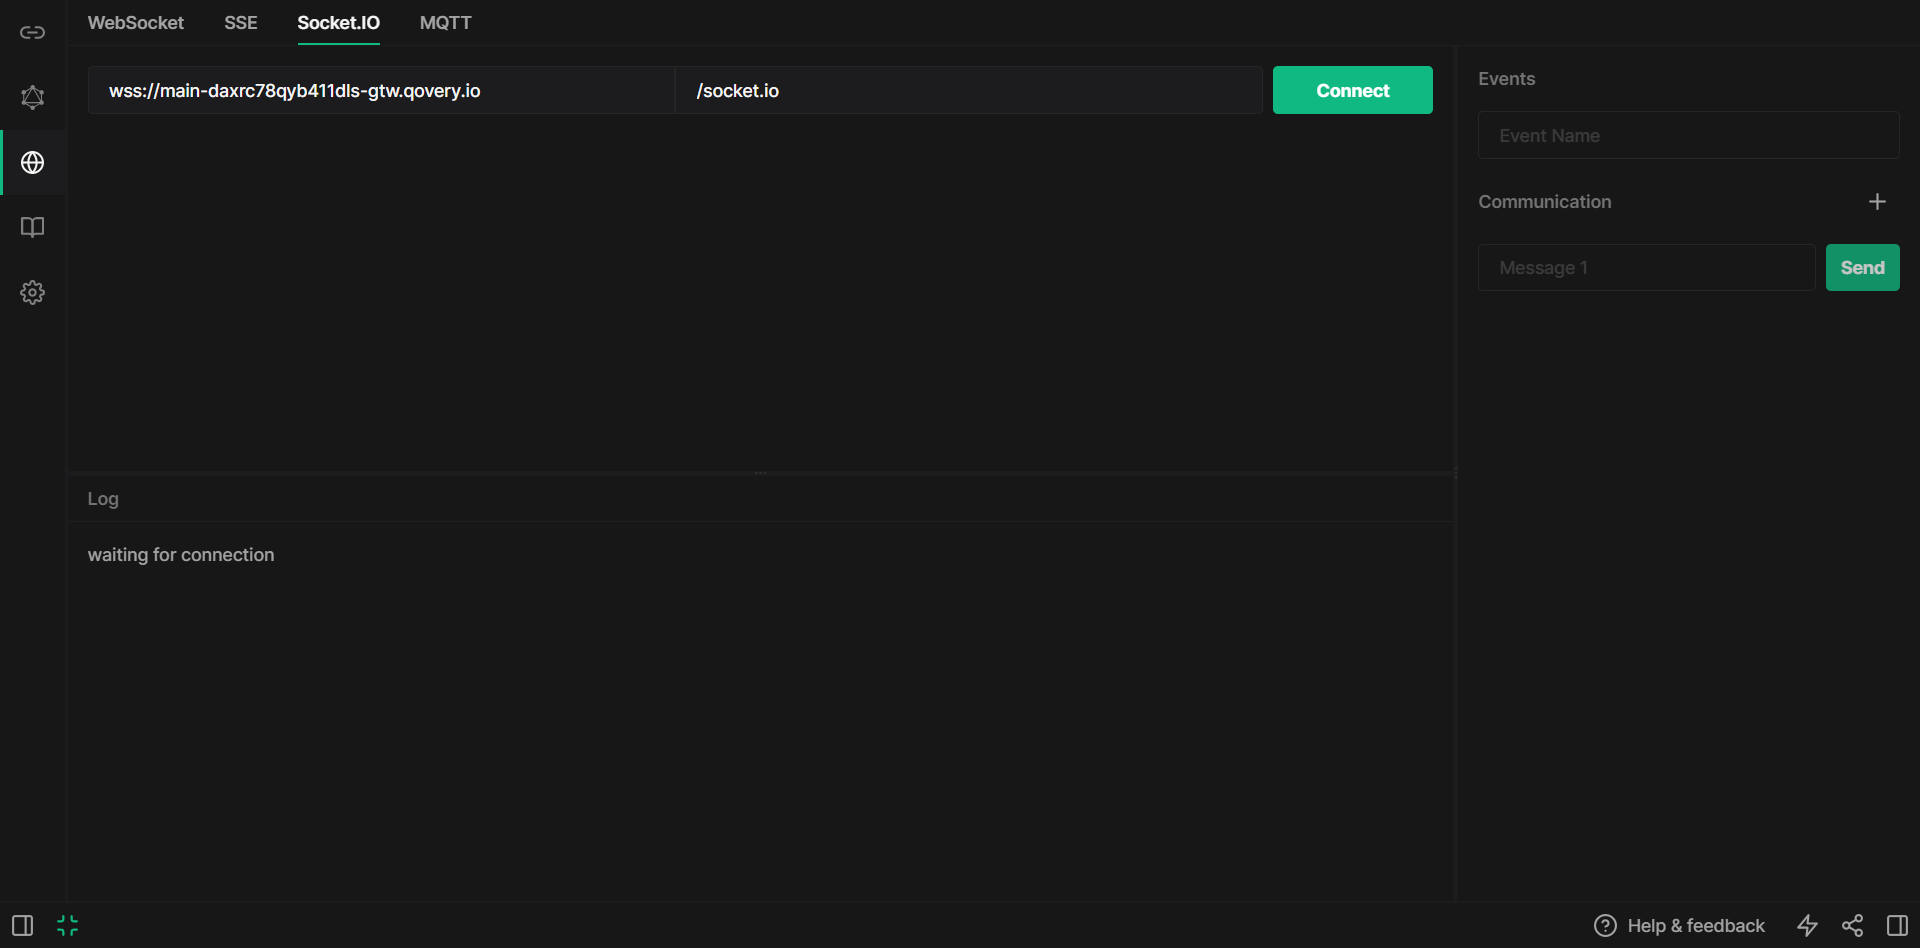 WebSocket SSE Socket.IO MQTT
wss://main-daxrc78qyb411dls-gtw.qovery.io /socket.io Connect
Log
waiting for connection
Events
Event Name
Communication
Message 1 Send
Help & feedback